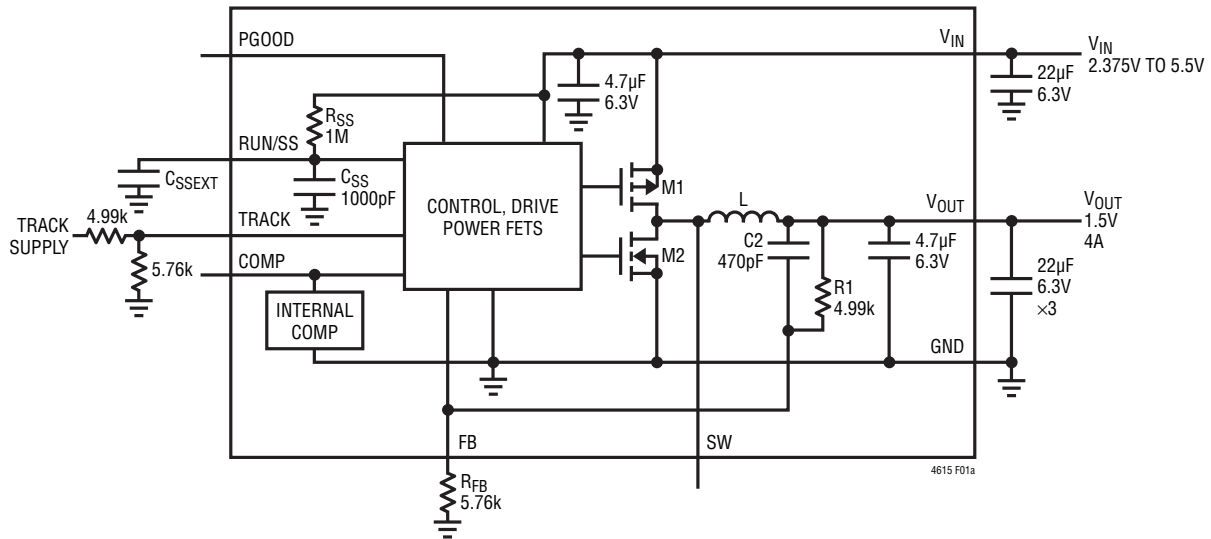 PGOOD
V_IN
V_IN
2.375V TO 5.5V
4.7µF
6.3V
22µF
6.3V
R_SS
1M
RUN/SS
C_SSEXT
C_SS
1000pF
M1
CONTROL, DRIVE
POWER FETS
4.99k
TRACK
TRACK
SUPPLY
L
V_OUT
V_OUT
1.5V
4A
C2
470pF
4.7µF
6.3V
M2
5.76k
COMP
R1
4.99k
22µF
6.3V
×3
INTERNAL
COMP
GND
FB
SW
4615 F01a
R_FB
5.76k